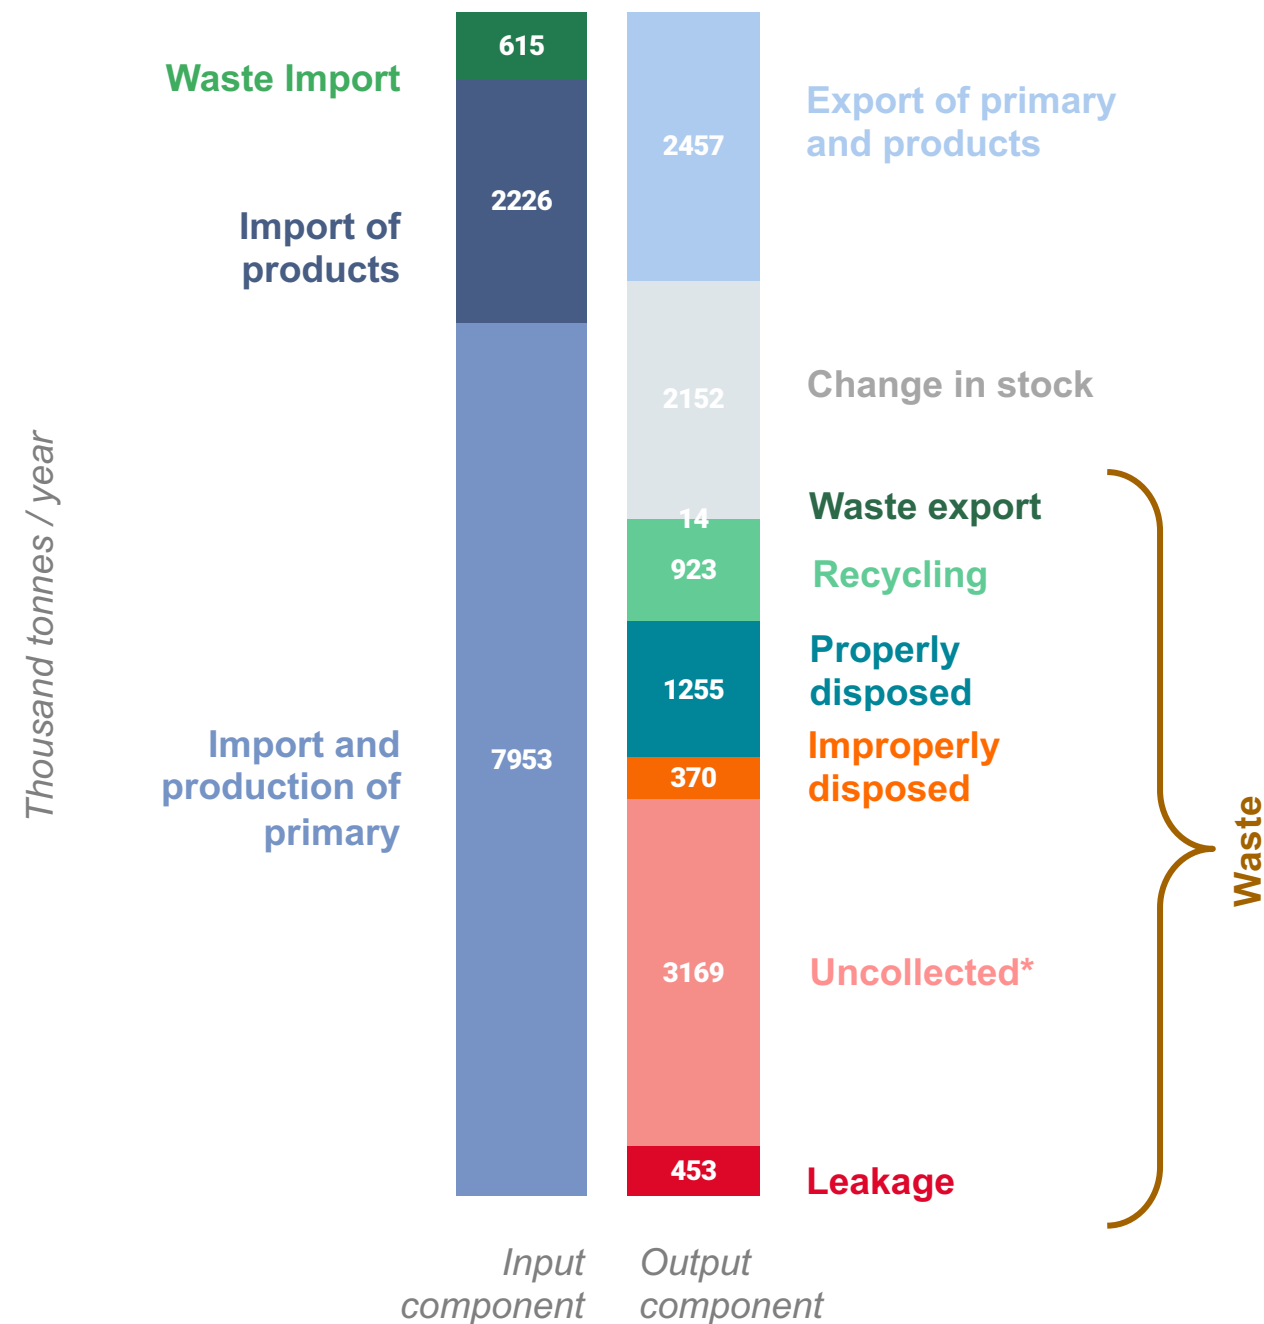 615
Waste Import
2226
Import of
products
7953
Import and
production of
primary
Thousand tonnes / year
2457
Export of primary
and products
2152
Change in stock
14
Waste export
923
Recycling
1255
Properly
disposed
370
Improperly
disposed
3169
Uncollected*
453
Leakage
Waste
Input
component
Output
component